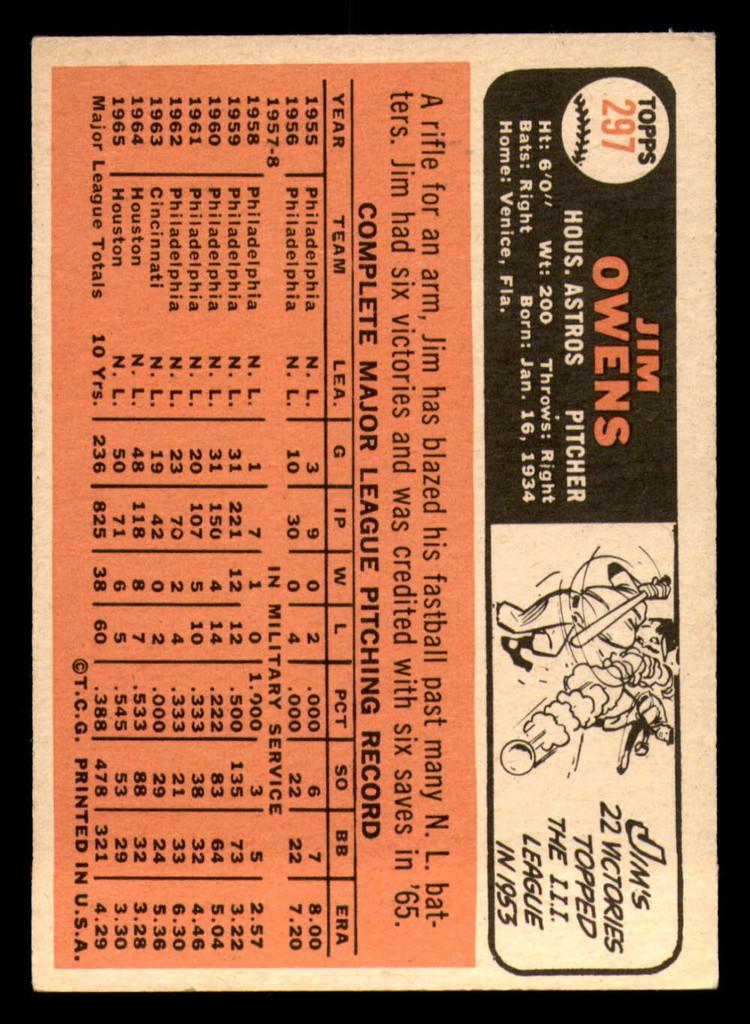 TOPPS
297
JIM
OWENS
HOUS. ASTROS PITCHER
Ht: 6'0" Wt: 200 Throws: Right
Bats: Right Born: Jan. 16, 1934
Home: Venice, Fla.
JIM'S
22 VICTORIES
TOPPED
THE I.I.I.
LEAGUE
IN 1953
A rifle for an arm, Jim has blazed his fastball past many N. L. bat-
ters. Jim had six victories and was credited with six saves in '65.
COMPLETE MAJOR LEAGUE PITCHING RECORD
YEAR TEAM LEA. G IP W L PCT SO BB ERA
1955 Philadelphia N. L. 3 9 0 2 .000 6 7 8.00
1956 Philadelphia N. L. 10 30 0 4 .000 22 22 7.20
1957-8 IN MILITARY SERVICE
1958 Philadelphia N. L. 1 7 1 0 1.000 3 5 2.57
1959 Philadelphia N. L. 31 221 12 12 .500 135 73 3.22
1960 Philadelphia N. L. 31 150 4 14 .222 83 64 5.04
1961 Philadelphia N. L. 20 107 5 10 .333 38 32 4.46
1962 Philadelphia N. L. 23 70 2 4 .333 21 33 6.30
1963 Cincinnati N. L. 19 42 0 2 .000 29 24 5.36
1964 Houston N. L. 48 118 8 7 .533 88 32 3.28
1965 Houston N. L. 50 71 6 5 .545 53 29 3.30
Major League Totals 10 Yrs. 236 825 38 60 .388 478 321 4.29
©T.C.G. PRINTED IN U.S.A.